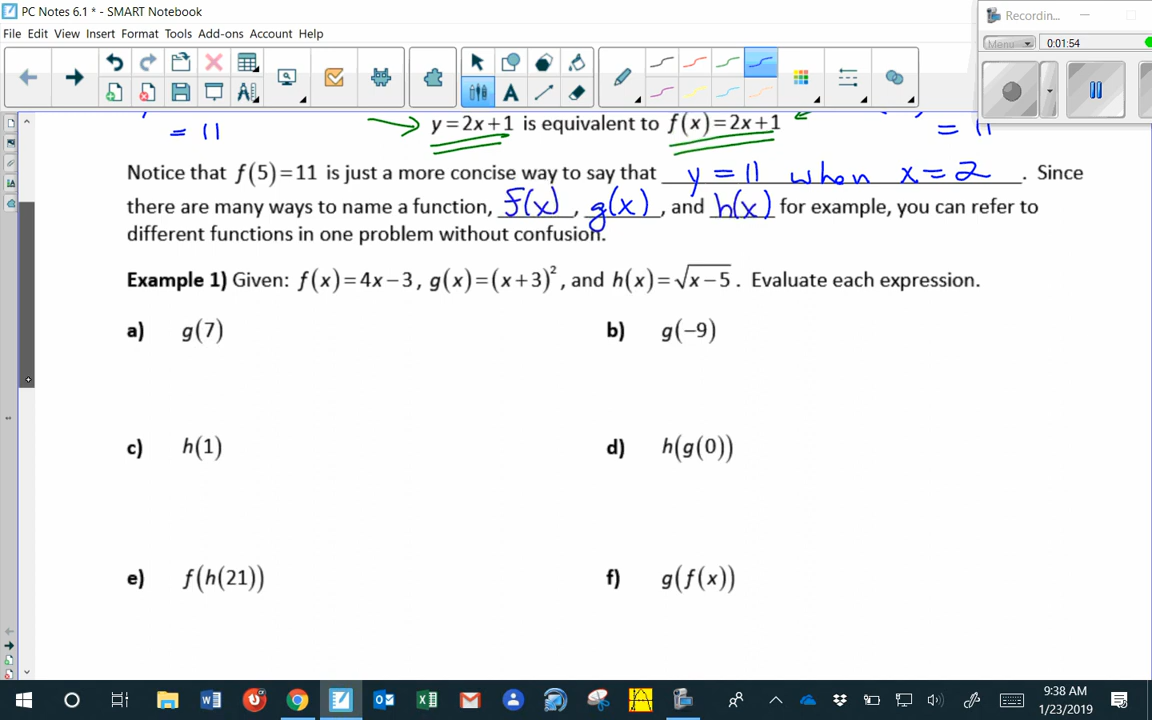 PC Notes 6.1 * - SMART Notebook
Recordin...
File Edit View Insert Format Tools Add-ons Account Help
Menu
0:01:54
= 11
y = 2x + 1 is equivalent to f(x) = 2x + 1
= 11
Notice that f(5) = 11 is just a more concise way to say that y = 11 when x = 2. Since
there are many ways to name a function, f(x), g(x), and h(x) for example, you can refer to
different functions in one problem without confusion.
Example 1) Given: f(x) = 4x − 3, g(x) = (x + 3)², and h(x) = √x − 5. Evaluate each expression.
a) g(7)
b) g(−9)
c) h(1)
d) h(g(0))
e) f(h(21))
f) g(f(x))
9:38 AM
1/23/2019